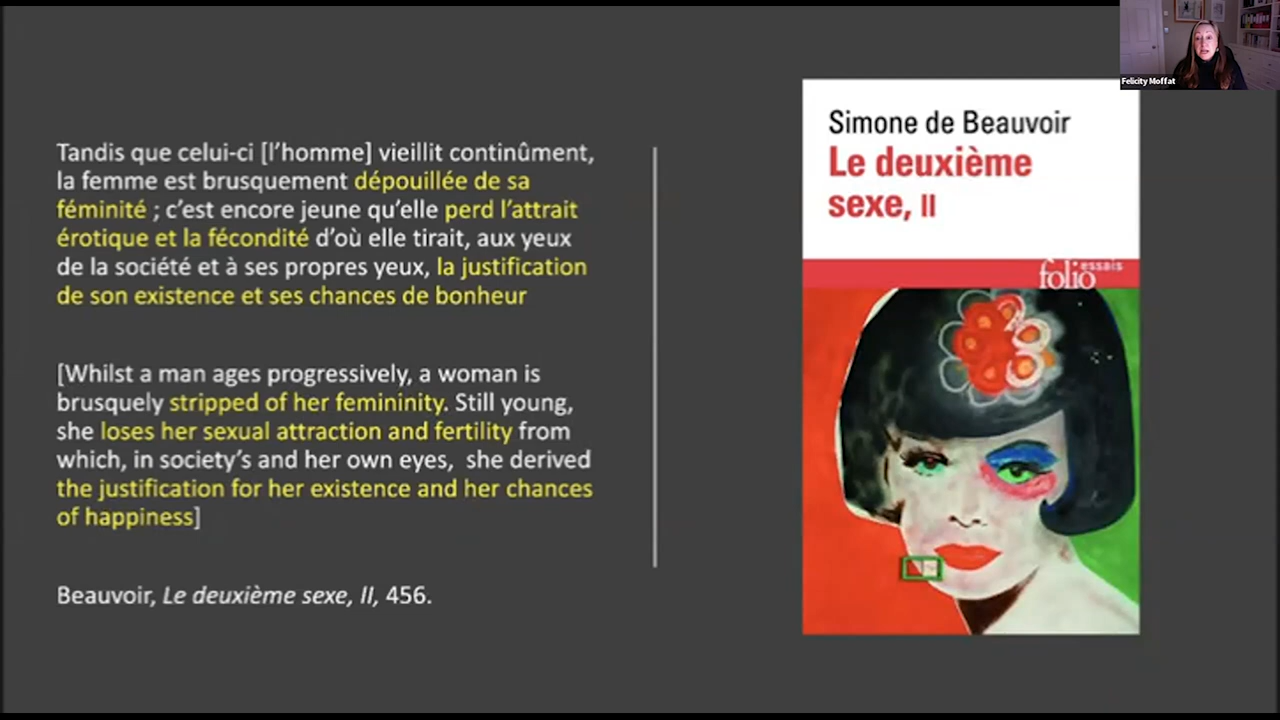 Tandis que celui-ci [l'homme] vieillit continûment,
la femme est brusquement dépouillée de sa
féminité ; c'est encore jeune qu'elle perd l'attrait
érotique et la fécondité d'où elle tirait, aux yeux
de la société et à ses propres yeux, la justification
de son existence et ses chances de bonheur
[Whilst a man ages progressively, a woman is
brusquely stripped of her femininity. Still young,
she loses her sexual attraction and fertility from
which, in society's and her own eyes,  she derived
the justification for her existence and her chances
of happiness]
Beauvoir, Le deuxième sexe, II, 456.
Simone de Beauvoir
Le deuxième
sexe, II
folio essais
Felicity Moffat